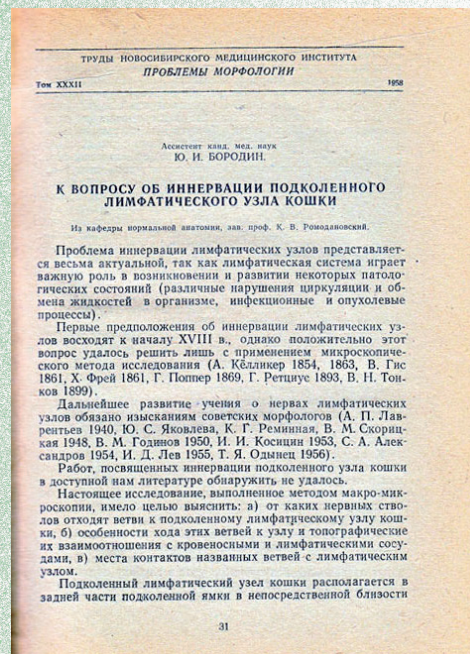 ТРУДЫ НОВОСИБИРСКОГО МЕДИЦИНСКОГО ИНСТИТУТА
ПРОБЛЕМЫ МОРФОЛОГИИ
Том XXXII 1958
Ассистент канд. мед. наук
Ю. И. БОРОДИН.
К ВОПРОСУ ОБ ИННЕРВАЦИИ ПОДКОЛЕННОГО
ЛИМФАТИЧЕСКОГО УЗЛА КОШКИ
Из кафедры нормальной анатомии, зав. проф. К. В. Ромодановский.
Проблема иннервации лимфатических узлов представляет-
ся весьма актуальной, так как лимфатическая система играет
важную роль в возникновении и развитии некоторых патоло-
гических состояний (различные нарушения циркуляции и об-
мена жидкостей в организме, инфекционные и опухолевые
процессы).
Первые предположения об иннервации лимфатических уз-
лов восходят к началу XVIII в., однако положительно этот
вопрос удалось решить лишь с применением микроскопиче-
ского метода исследования (А. Кёлликер 1854, 1863, В. Гис
1861, Х. Фрей 1861, Г. Поппер 1869, Г. Ретциус 1893, В. Н. Тон-
ков 1899).
Дальнейшее развитие учения о нервах лимфатических
узлов обязано изысканиям советских морфологов (А. П. Лав-
рентьев 1940, Ю. С. Яковлева, К. Г. Реминная, В. М. Скориц-
кая 1948, В. М. Годинов 1950, И. И. Косицин 1953, С. А. Алек-
сандров 1954, И. Д. Лев 1955, Т. Я. Одынец 1956).
Работ, посвященных иннервации подколенного узла кошки
в доступной нам литературе обнаружить не удалось.
Настоящее исследование, выполненное методом макро-мик-
роскопии, имело целью выяснить: а) от каких нервных ство-
лов отходят ветви к подколенному лимфатическому узлу кош-
ки, б) особенности хода этих ветвей к узлу и топографические
их взаимоотношения с кровеносными и лимфатическими сосу-
дами, в) места контактов названных ветвей с лимфатическим
узлом.
Подколенный лимфатический узел кошки располагается в
задней части подколенной ямки в непосредственной близости
31